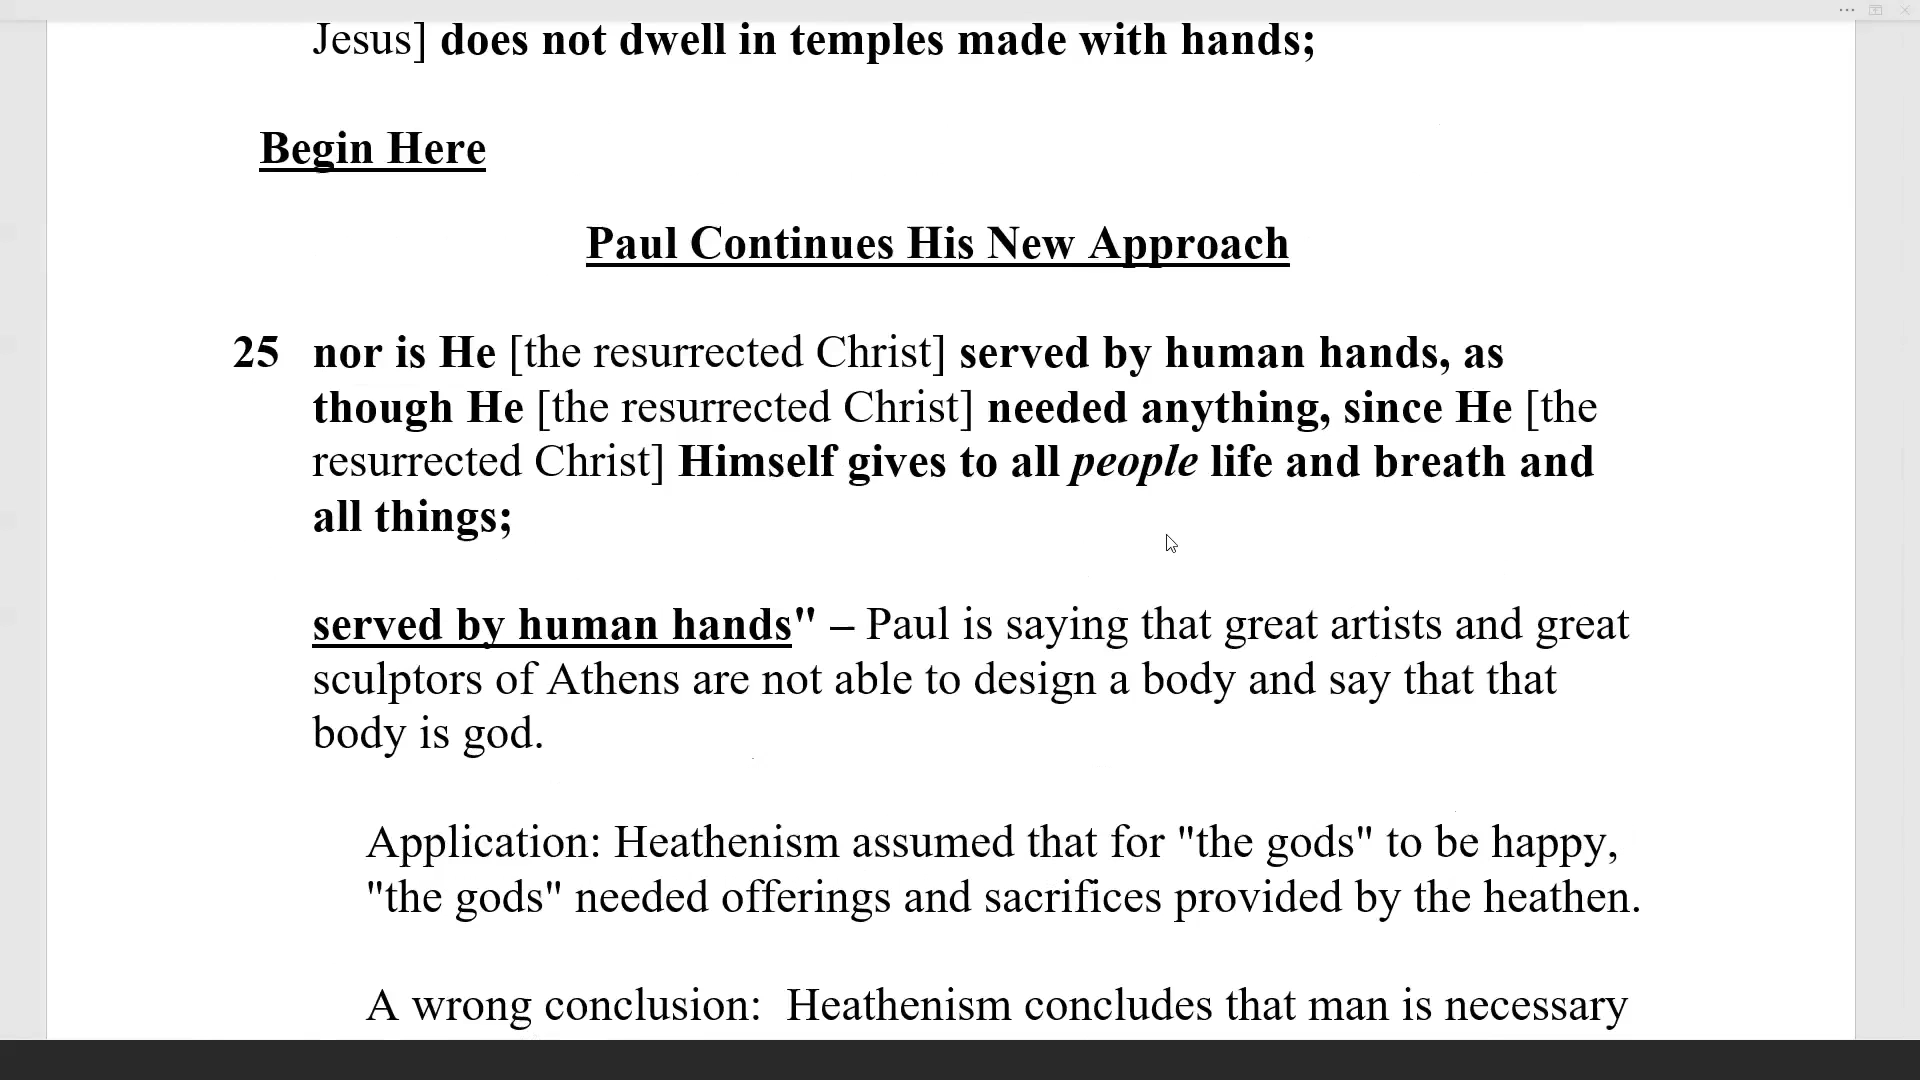 Jesus] does not dwell in temples made with hands;
Begin Here
Paul Continues His New Approach
25 nor is He [the resurrected Christ] served by human hands, as
though He [the resurrected Christ] needed anything, since He [the
resurrected Christ] Himself gives to all people life and breath and
all things;
served by human hands" – Paul is saying that great artists and great
sculptors of Athens are not able to design a body and say that that
body is god.
Application: Heathenism assumed that for "the gods" to be happy,
"the gods" needed offerings and sacrifices provided by the heathen.
A wrong conclusion:  Heathenism concludes that man is necessary